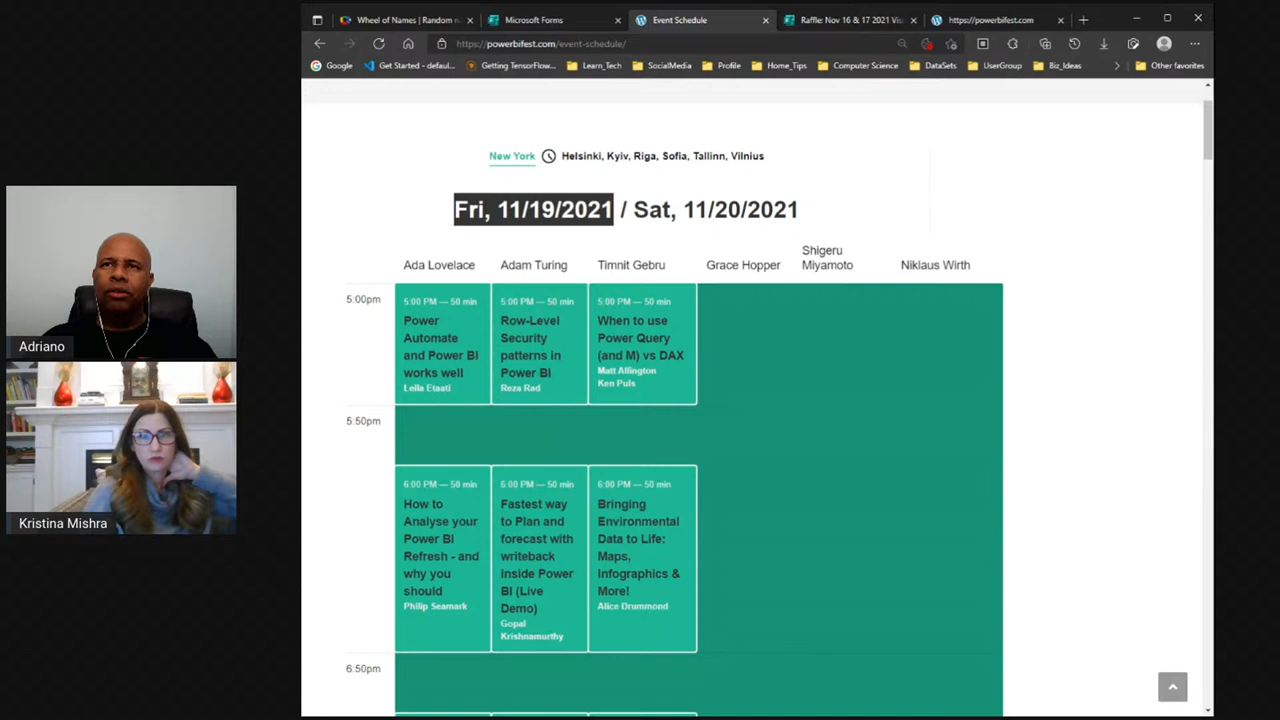 Wheel of Names | Random n
Microsoft Forms
Event Schedule
Raffle: Nov 16 & 17 2021 Vis
https://powerbifest.com
https://powerbifest.com/event-schedule/
Google
Get Started - defaul...
Getting TensorFlow...
Learn_Tech
SocialMedia
Profile
Home_Tips
Computer Science
DataSets
UserGroup
Biz_Ideas
Other favorites
New York
Helsinki, Kyiv, Riga, Sofia, Tallinn, Vilnius
Fri, 11/19/2021 / Sat, 11/20/2021
Ada Lovelace
Adam Turing
Timnit Gebru
Grace Hopper
Shigeru
Miyamoto
Niklaus Wirth
5:00pm
5:00 PM — 50 min
Power
Automate
and Power BI
works well
Leila Etaati
5:00 PM — 50 min
Row-Level
Security
patterns in
Power BI
Reza Rad
5:00 PM — 50 min
When to use
Power Query
(and M) vs DAX
Matt Allington
Ken Puls
5:50pm
6:00 PM — 50 min
How to
Analyse your
Power BI
Refresh - and
why you
should
Philip Seamark
6:00 PM — 50 min
Fastest way
to Plan and
forecast with
writeback
inside Power
BI (Live
Demo)
Gopal
Krishnamurthy
6:00 PM — 50 min
Bringing
Environmental
Data to Life:
Maps,
Infographics &
More!
Alice Drummond
6:50pm
Adriano
Kristina Mishra